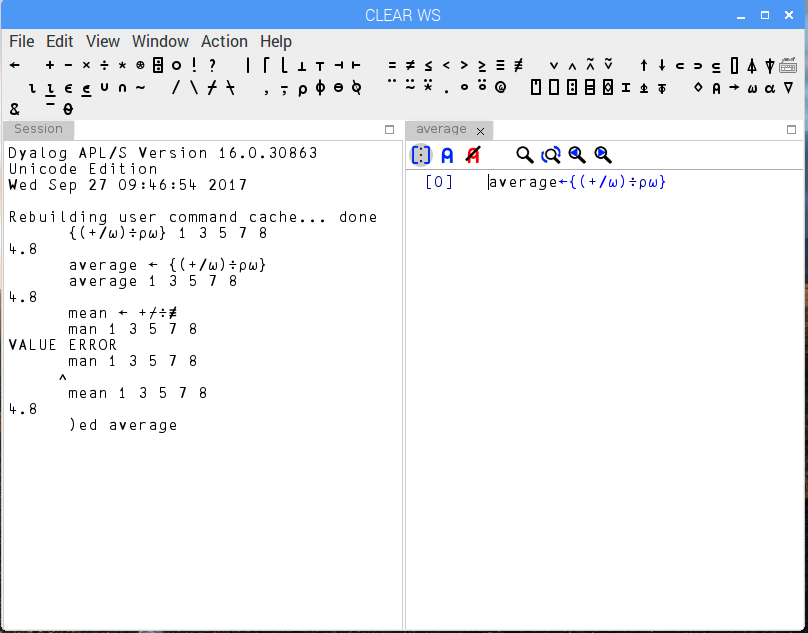 CLEAR WS
File Edit View Window Action Help
← + - × ÷ * ⍟ ⌹ ○ ! ? | ⌈ ⌊ ⊥ ⊤ ⊣ ⊢ = ≠ ≤ < > ≥ ≡ ≢ ∨ ∧ ⍲ ⍱ ↑ ↓ ⊂ ⊃ ⊆ ⌷ ⍋ ⍒
⍳ ⍸ ∊ ⍷ ∪ ∩ ~ / \ ⌿ ⍀ , ⍪ ⍴ ⌽ ⊖ ⍉ ¨ ⍨ ⍣ . ∘ ⍤ @ ⍞ ⎕ ⍠ ⌸ ⌺ ⌶ ⍎ ⍕ ⋄ ⍝ → ⍵ ⍺ ∇
& ¯ ⍬
Session
Dyalog APL/S Version 16.0.30863
Unicode Edition
Wed Sep 27 09:46:54 2017
Rebuilding user command cache... done
{(+/⍵)÷⍴⍵} 1 3 5 7 8
4.8
average ← {(+/⍵)÷⍴⍵}
average 1 3 5 7 8
4.8
mean ← +⌿÷≢
man 1 3 5 7 8
VALUE ERROR
man 1 3 5 7 8
^
mean 1 3 5 7 8
4.8
)ed average
average
[0] average←{(+/⍵)÷⍴⍵}